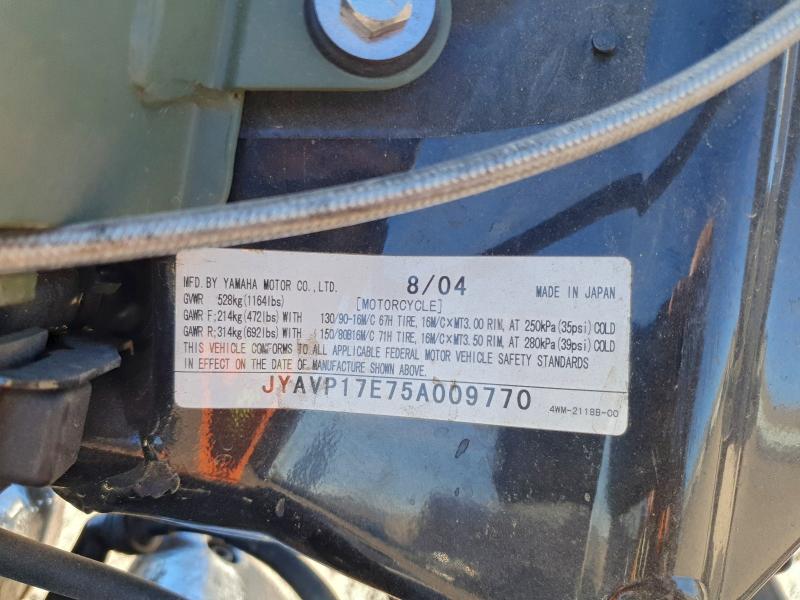 MFD. BY YAMAHA MOTOR CO., LTD. 8/04 MADE IN JAPAN
GVWR 528kg(1164lbs) [MOTORCYCLE]
GAWR F; 214kg(472lbs) WITH 130/90-16M/C 67H TIRE, 16M/C×MT3.00 RIM, AT 250kPa(35psi)COLD
GAWR R; 314kg(692lbs) WITH 150/80B16M/C 71H TIRE, 16M/C×MT3.50 RIM, AT 280kPa(39psi)COLD
THIS VEHICLE CONFORMS TO ALL APPLICABLE FEDERAL MOTOR VEHICLE SAFETY STANDARDS
IN EFFECT ON THE DATE OF MANUFACTURE SHOWN ABOVE.
JYAVP17E75A009770
4WM-2118B-00